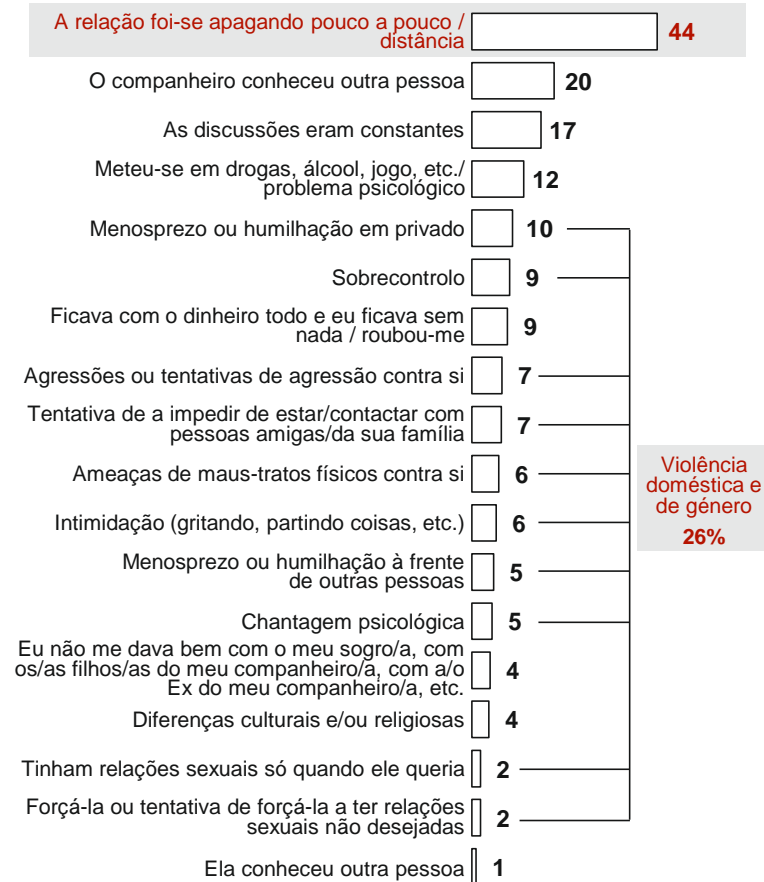 A relação foi-se apagando pouco a pouco /
distância
44
O companheiro conheceu outra pessoa
20
As discussões eram constantes
17
Meteu-se em drogas, álcool, jogo, etc./
problema psicológico
12
Menosprezo ou humilhação em privado
10
Sobrecontrolo
9
Ficava com o dinheiro todo e eu ficava sem
nada / roubou-me
9
Agressões ou tentativas de agressão contra si
7
Tentativa de a impedir de estar/contactar com
pessoas amigas/da sua família
7
Ameaças de maus-tratos físicos contra si
6
Intimidação (gritando, partindo coisas, etc.)
6
Menosprezo ou humilhação à frente
de outras pessoas
5
Chantagem psicológica
5
Eu não me dava bem com o meu sogro/a, com
os/as filhos/as do meu companheiro/a, com a/o
Ex do meu companheiro/a, etc.
4
Diferenças culturais e/ou religiosas
4
Tinham relações sexuais só quando ele queria
2
Forçá-la ou tentativa de forçá-la a ter relações
sexuais não desejadas
2
Ela conheceu outra pessoa
1
Violência
doméstica e
de género
26%